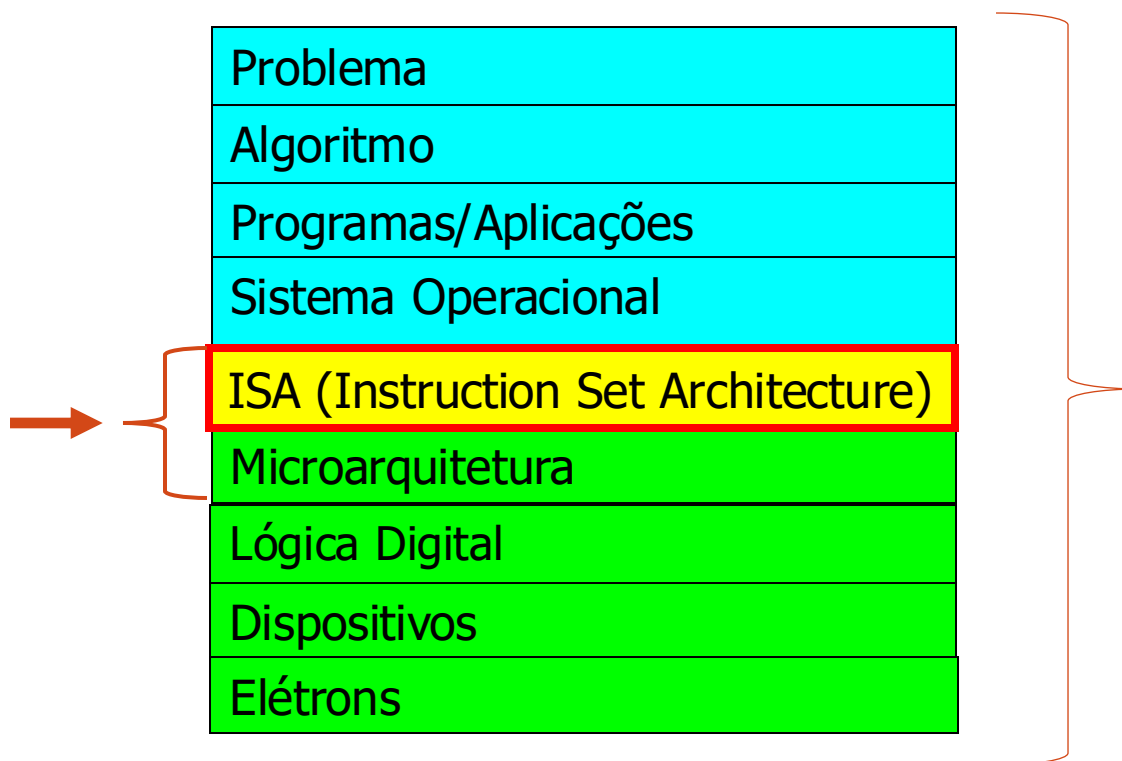 Problema
Algoritmo
Programas/Aplicações
Sistema Operacional
ISA (Instruction Set Architecture)
Microarquitetura
Lógica Digital
Dispositivos
Elétrons